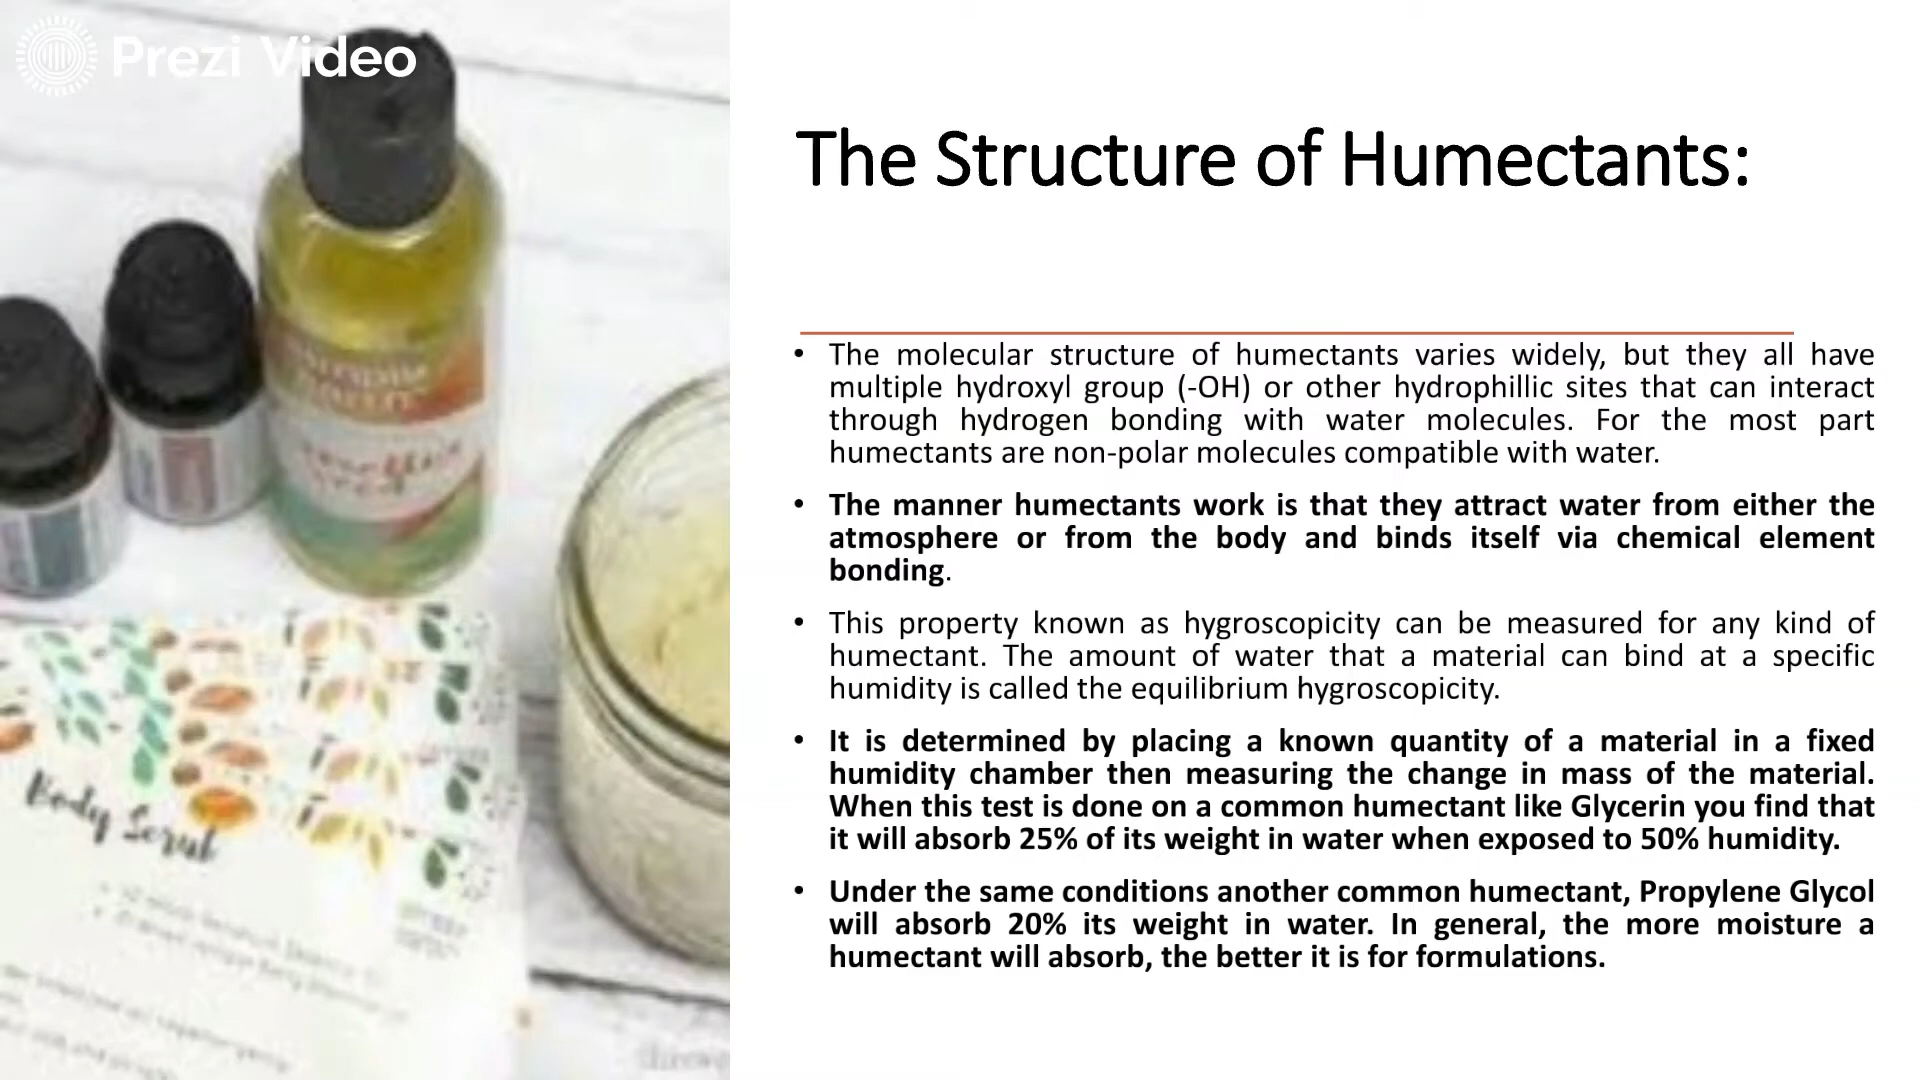 Prezi Video
The Structure of Humectants:
• The molecular structure of humectants varies widely, but they all have
multiple hydroxyl group (-OH) or other hydrophillic sites that can interact
through hydrogen bonding with water molecules. For the most part
humectants are non-polar molecules compatible with water.
• The manner humectants work is that they attract water from either the
atmosphere or from the body and binds itself via chemical element
bonding.
• This property known as hygroscopicity can be measured for any kind of
humectant. The amount of water that a material can bind at a specific
humidity is called the equilibrium hygroscopicity.
• It is determined by placing a known quantity of a material in a fixed
humidity chamber then measuring the change in mass of the material.
When this test is done on a common humectant like Glycerin you find that
it will absorb 25% of its weight in water when exposed to 50% humidity.
• Under the same conditions another common humectant, Propylene Glycol
will absorb 20% its weight in water. In general, the more moisture a
humectant will absorb, the better it is for formulations.
Body Scrub